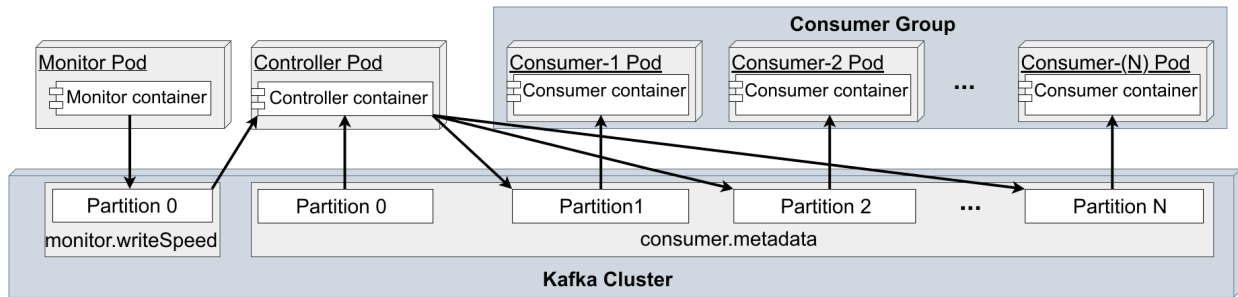 Consumer Group
Monitor Pod
Controller Pod
Consumer-1 Pod
Consumer-2 Pod
Consumer-(N) Pod
Monitor container
Controller container
Consumer container
Consumer container
...
Consumer container
Partition 0
Partition 0
Partition1
Partition 2
...
Partition N
monitor.writeSpeed
consumer.metadata
Kafka Cluster